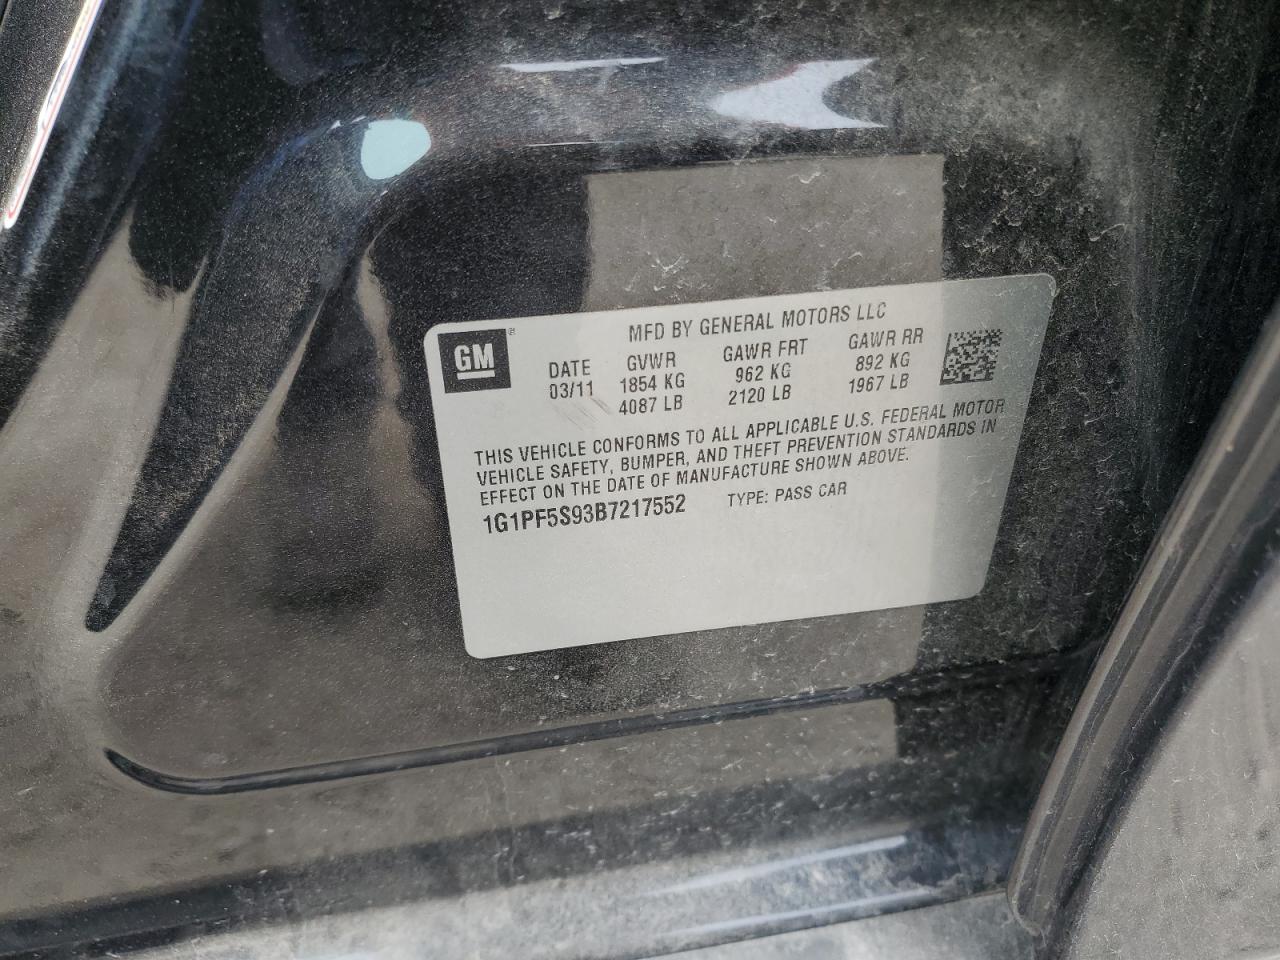 MFD BY GENERAL MOTORS LLC
GM®
DATE GVWR GAWR FRT GAWR RR
03/11 1854 KG 962 KG 892 KG
4087 LB 2120 LB 1967 LB
THIS VEHICLE CONFORMS TO ALL APPLICABLE U.S. FEDERAL MOTOR
VEHICLE SAFETY, BUMPER, AND THEFT PREVENTION STANDARDS IN
EFFECT ON THE DATE OF MANUFACTURE SHOWN ABOVE.
1G1PF5S93B7217552 TYPE: PASS CAR